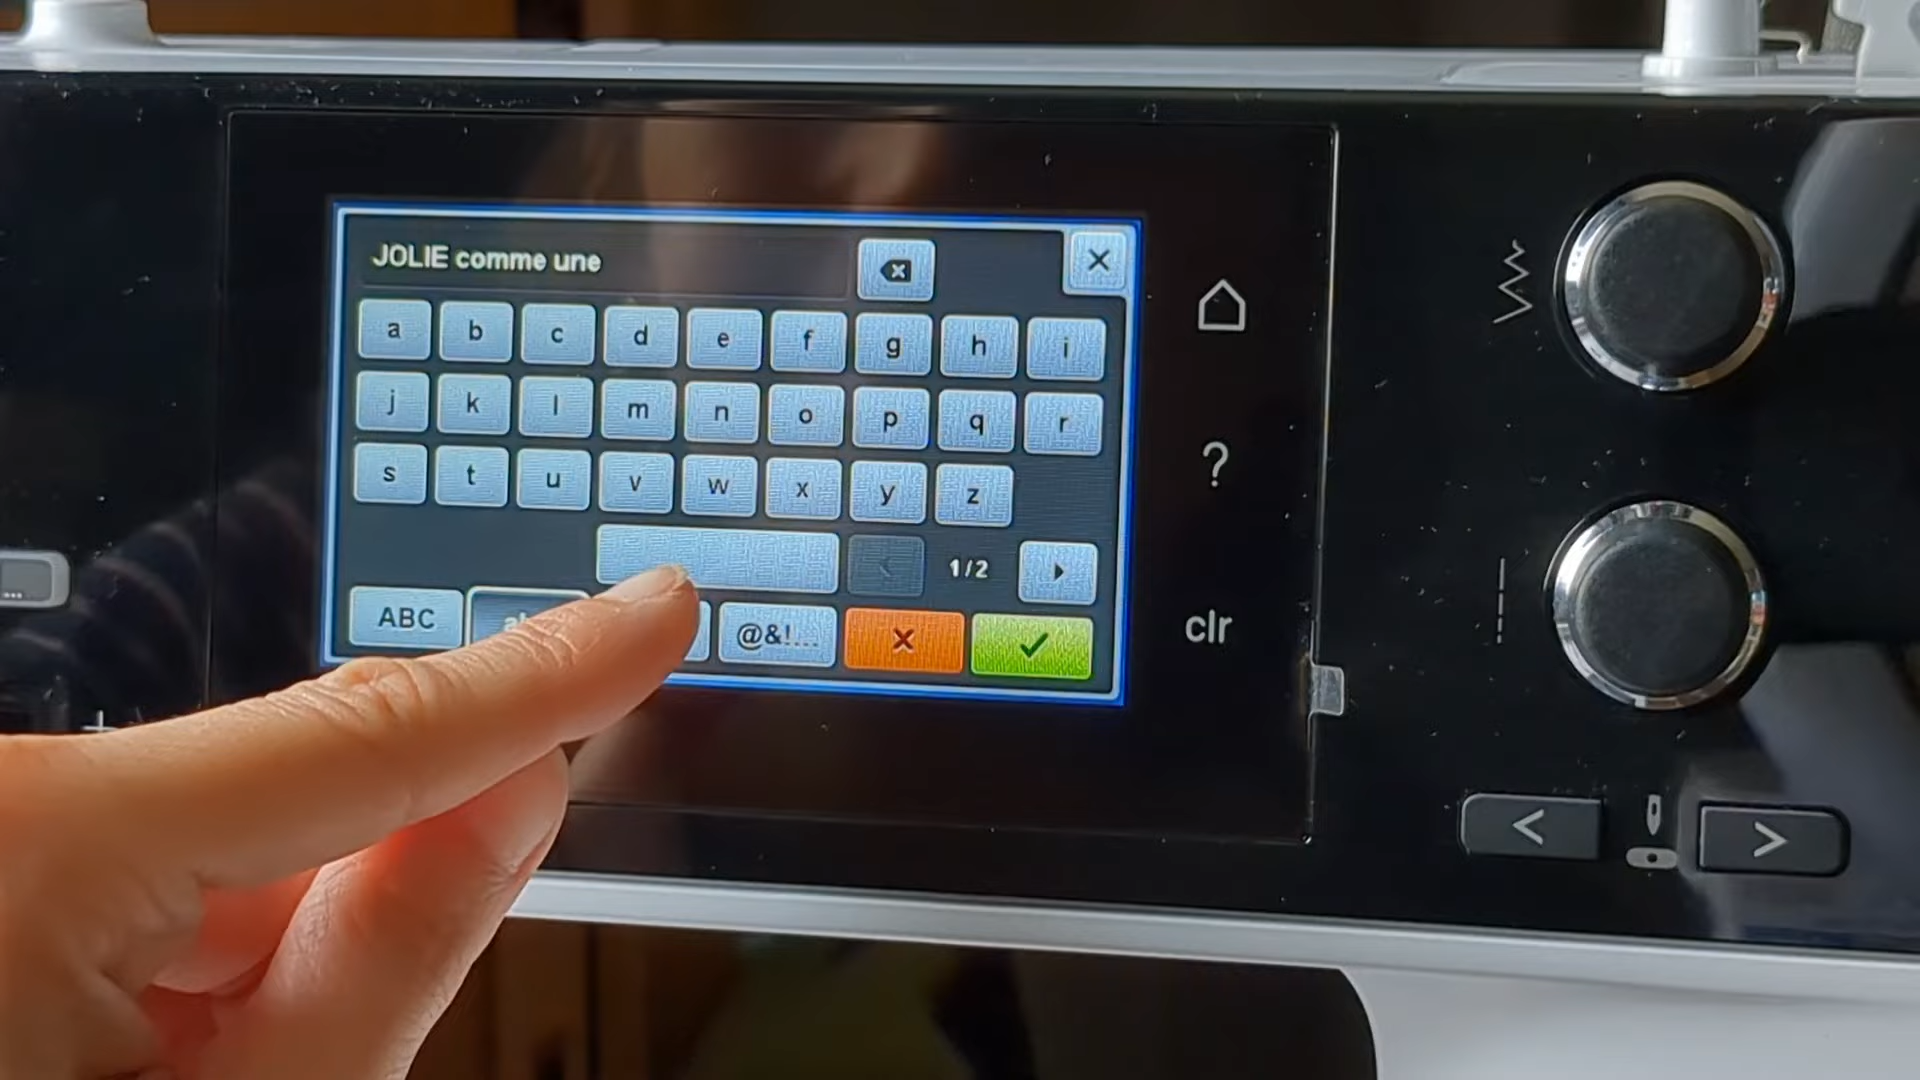 JOLIE comme une
a b c d e f g h i
j k l m n o p q r
s t u v w x y z
1/2
ABC @&!...
?
clr